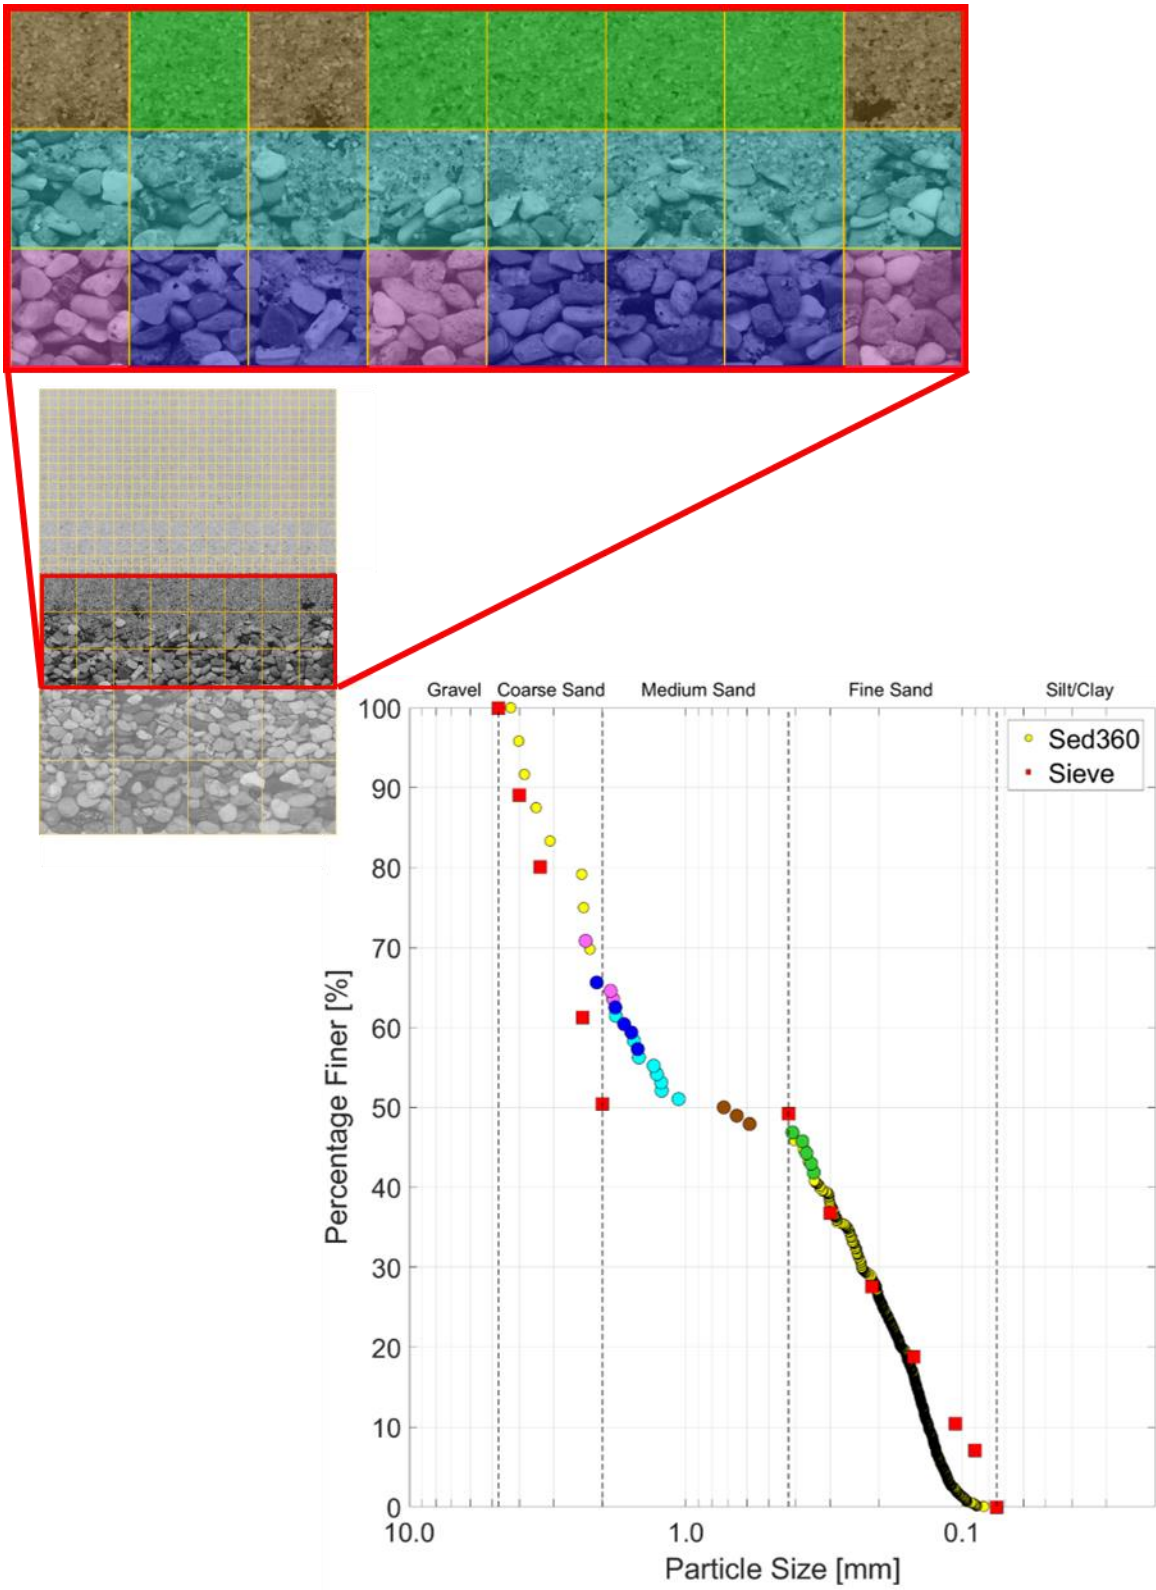 Gravel Coarse Sand Medium Sand Fine Sand Silt/Clay
100
90
80
70
60
50
40
30
20
10
0
Percentage Finer [%]
Sed360
Sieve
10.0 1.0 0.1
Particle Size [mm]